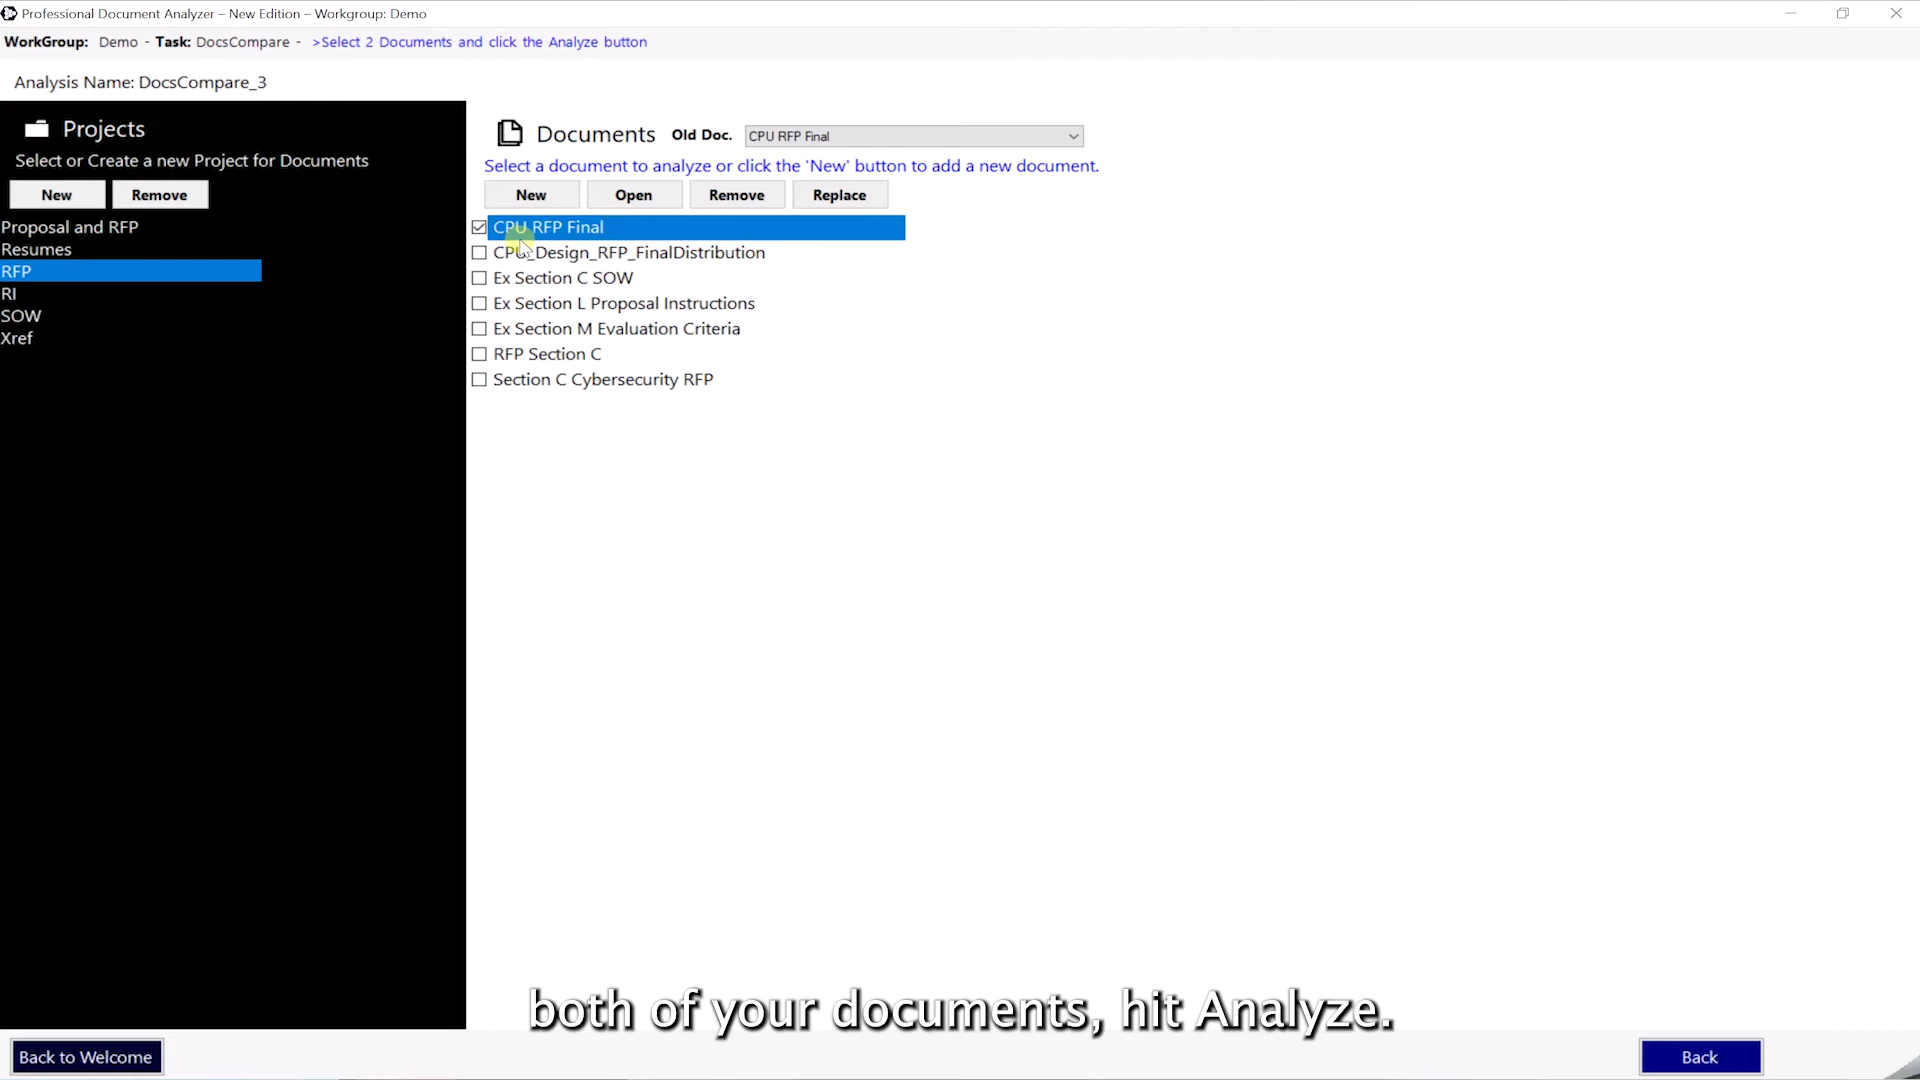 Professional Document Analyzer – New Edition – Workgroup: Demo
WorkGroup: Demo - Task: DocsCompare - >Select 2 Documents and click the Analyze button
Analysis Name: DocsCompare_3
Projects
Select or Create a new Project for Documents
New Remove
Proposal and RFP
Resumes
RFP
RI
SOW
Xref
Documents Old Doc. CPU RFP Final
Select a document to analyze or click the 'New' button to add a new document.
New Open Remove Replace
CPU RFP Final
CPU_Design_RFP_FinalDistribution
Ex Section C SOW
Ex Section L Proposal Instructions
Ex Section M Evaluation Criteria
RFP Section C
Section C Cybersecurity RFP
both of your documents, hit Analyze.
Back to Welcome
Back